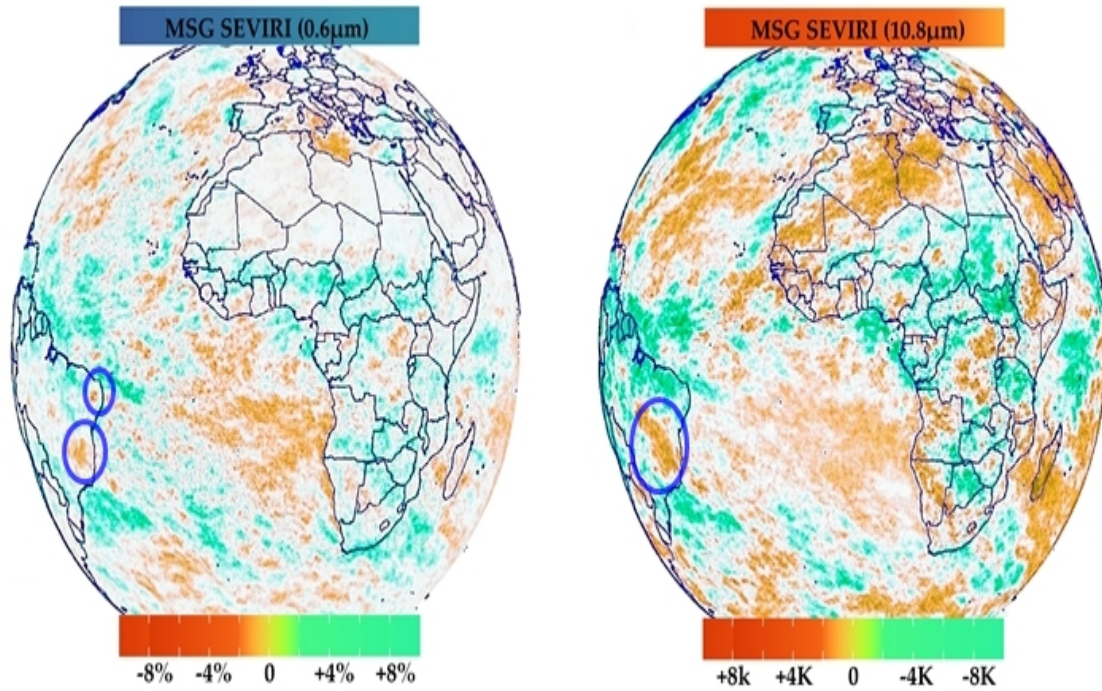 MSG SEVIRI (0.6μm)
MSG SEVIRI (10.8μm)
-8% -4% 0 +4% +8%
+8k +4K 0 -4K -8K